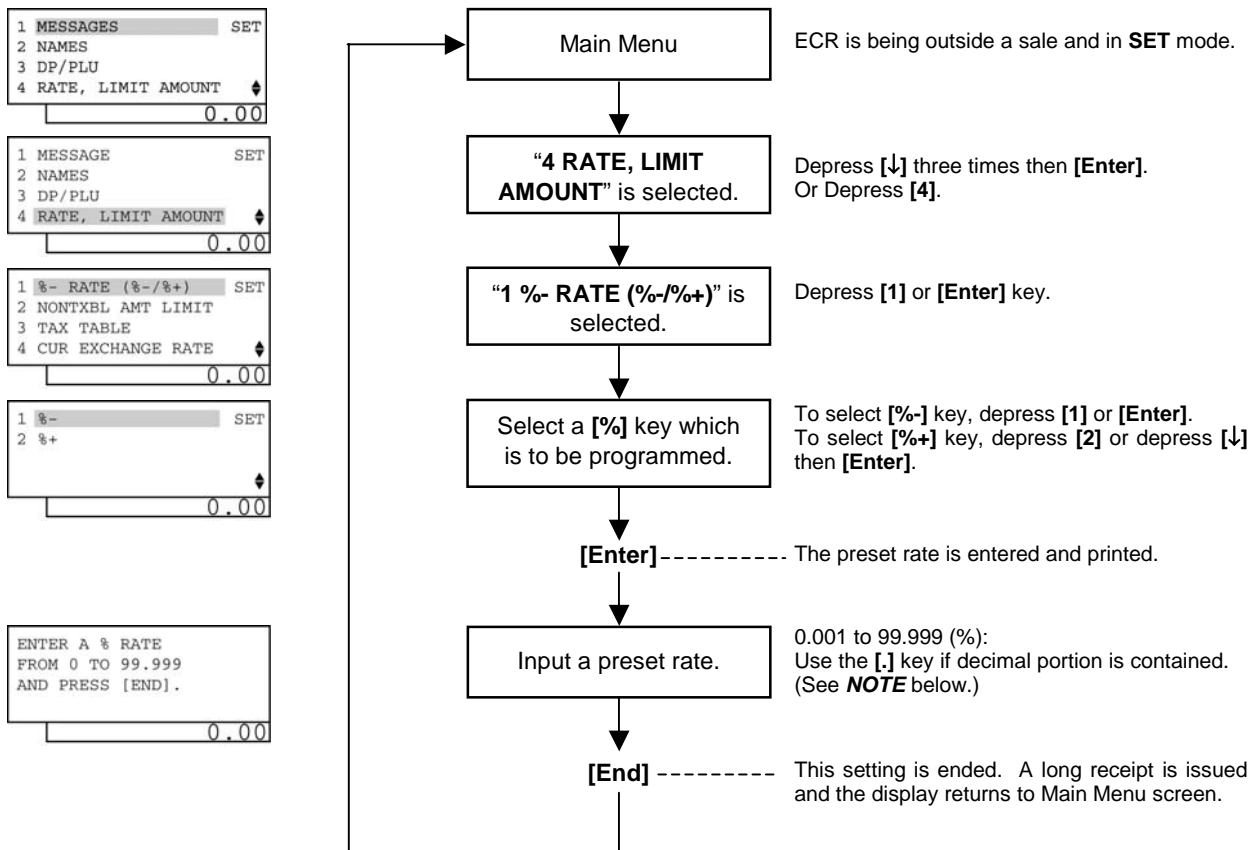 1 MESSAGES SET
2 NAMES
3 DP/PLU
4 RATE, LIMIT AMOUNT
0.00
Main Menu
ECR is being outside a sale and in SET mode.
1 MESSAGE SET
2 NAMES
3 DP/PLU
4 RATE, LIMIT AMOUNT
0.00
“4 RATE, LIMIT
AMOUNT” is selected.
Depress [↓] three times then [Enter].
Or Depress [4].
1 %- RATE (%-/%+) SET
2 NONTXBL AMT LIMIT
3 TAX TABLE
4 CUR EXCHANGE RATE
0.00
“1 %- RATE (%-/%+)” is
selected.
Depress [1] or [Enter] key.
1 %- SET
2 %+
0.00
Select a [%] key which
is to be programmed.
To select [%-] key, depress [1] or [Enter].
To select [%+] key, depress [2] or depress [↓]
then [Enter].
[Enter]
The preset rate is entered and printed.
ENTER A % RATE
FROM 0 TO 99.999
AND PRESS [END].
0.00
Input a preset rate.
0.001 to 99.999 (%):
Use the [.] key if decimal portion is contained.
(See NOTE below.)
[End]
This setting is ended. A long receipt is issued
and the display returns to Main Menu screen.